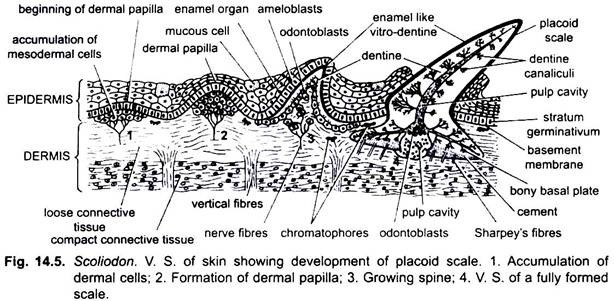 beginning of dermal papilla
enamel organ
ameloblasts
enamel like
vitro-dentine
placoid
scale
accumulation of
mesodermal cells
mucous cell
dermal papilla
odontoblasts
dentine
dentine
canaliculi
pulp cavity
EPIDERMIS
stratum
germinativum
DERMIS
basement
membrane
1
2
3
4
bony basal plate
loose connective
tissue
compact connective tissue
vertical fibres
nerve fibres
chromatophores
pulp cavity
odontoblasts
cement
Sharpey's fibres
Fig. 14.5. Scoliodon. V. S. of skin showing development of placoid scale. 1. Accumulation of
dermal cells; 2. Formation of dermal papilla; 3. Growing spine; 4. V. S. of a fully formed
scale.